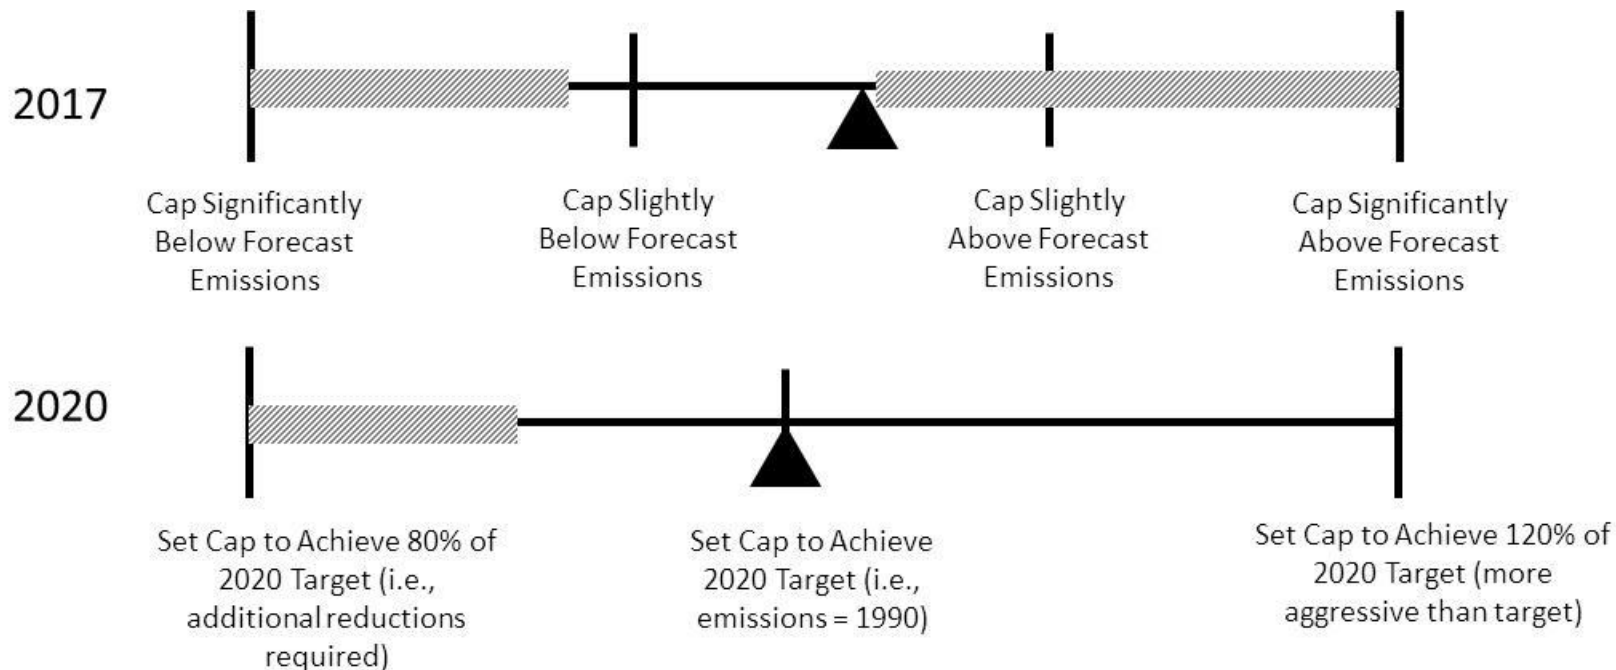 2017
Cap Significantly
Below Forecast
Emissions
Cap Slightly
Below Forecast
Emissions
Cap Slightly
Above Forecast
Emissions
Cap Significantly
Above Forecast
Emissions
2020
Set Cap to Achieve 80% of
2020 Target (i.e.,
additional reductions
required)
Set Cap to Achieve
2020 Target (i.e.,
emissions = 1990)
Set Cap to Achieve 120% of
2020 Target (more
aggressive than target)